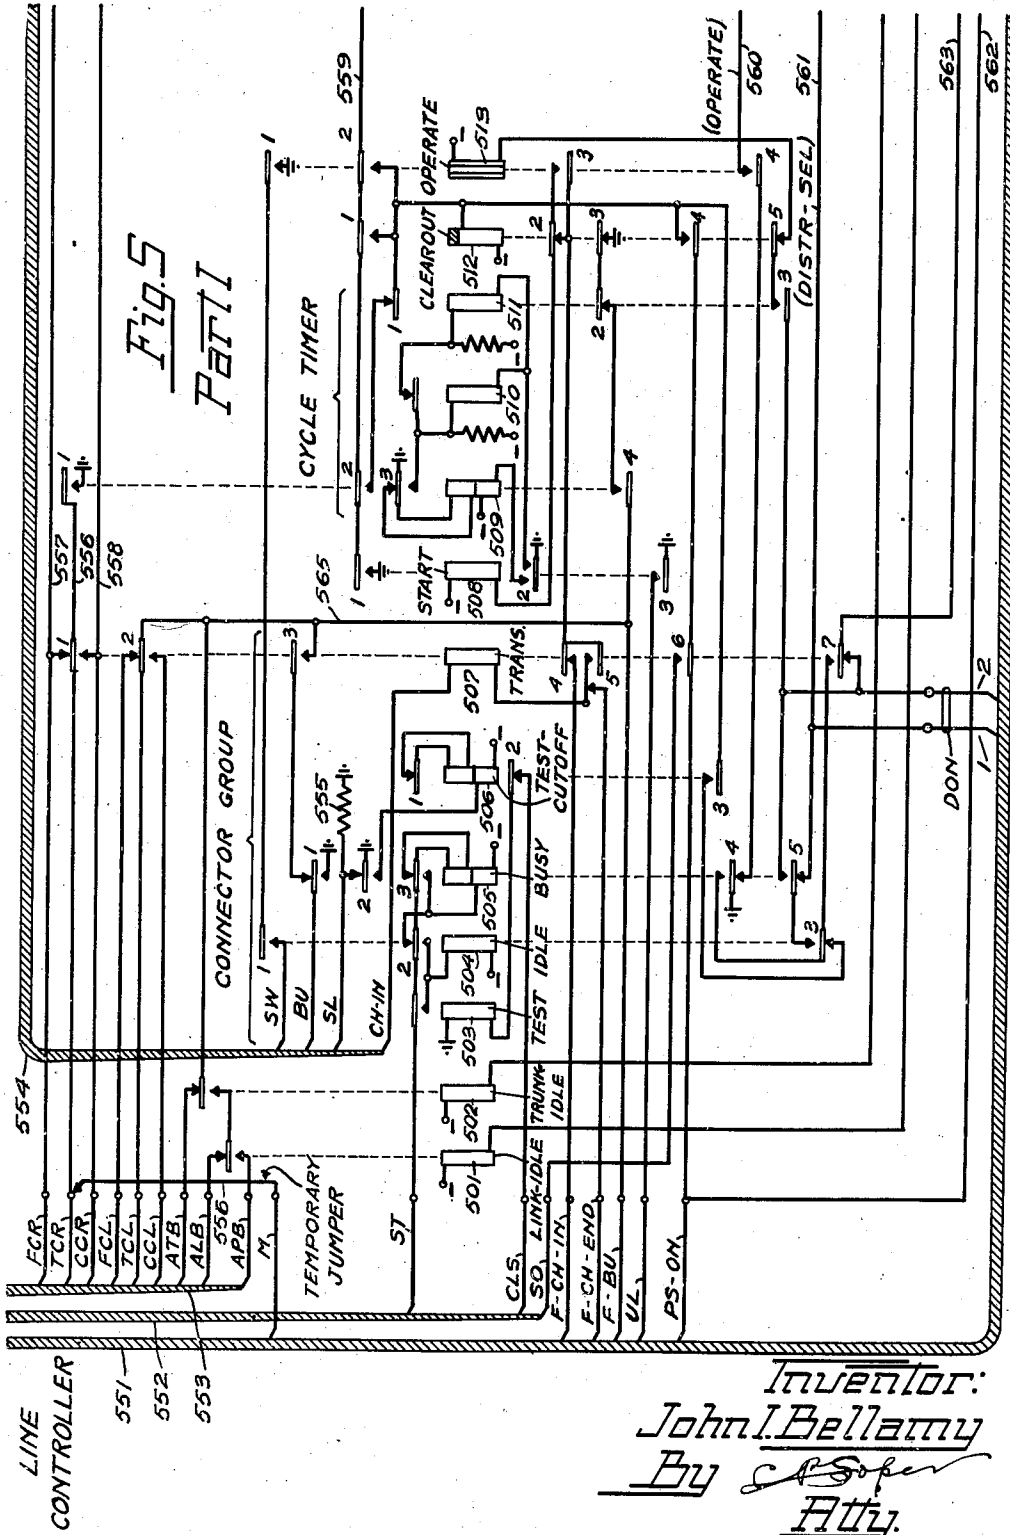 Fig. 5
Part I
LINE
CONTROLLER
551
552
553
554
FCR
TCR
CCR
FCL
TCL
CCL
ATB
ALB
556
APB
M
TEMPORARY
JUMPER
ST
CLS
SO
F-CH-IN
F-CH-END
F-BU
UL
PS-ON
557
556
558
565
559
CONNECTOR GROUP
SW
BU
SL
CH-IN
555
CYCLE TIMER
501
LINK-IDLE
502
TRUNK-
IDLE
503
TEST
504
IDLE
505
BUSY
506
TEST-
CUTOFF
507
TRANS.
508
START
509
510
511
512
CLEAROUT
513
OPERATE
(OPERATE)
560
561
(DISTR-SEL)
563
562
DON
1
2
Inventor:
John I. Bellamy
By
Atty.